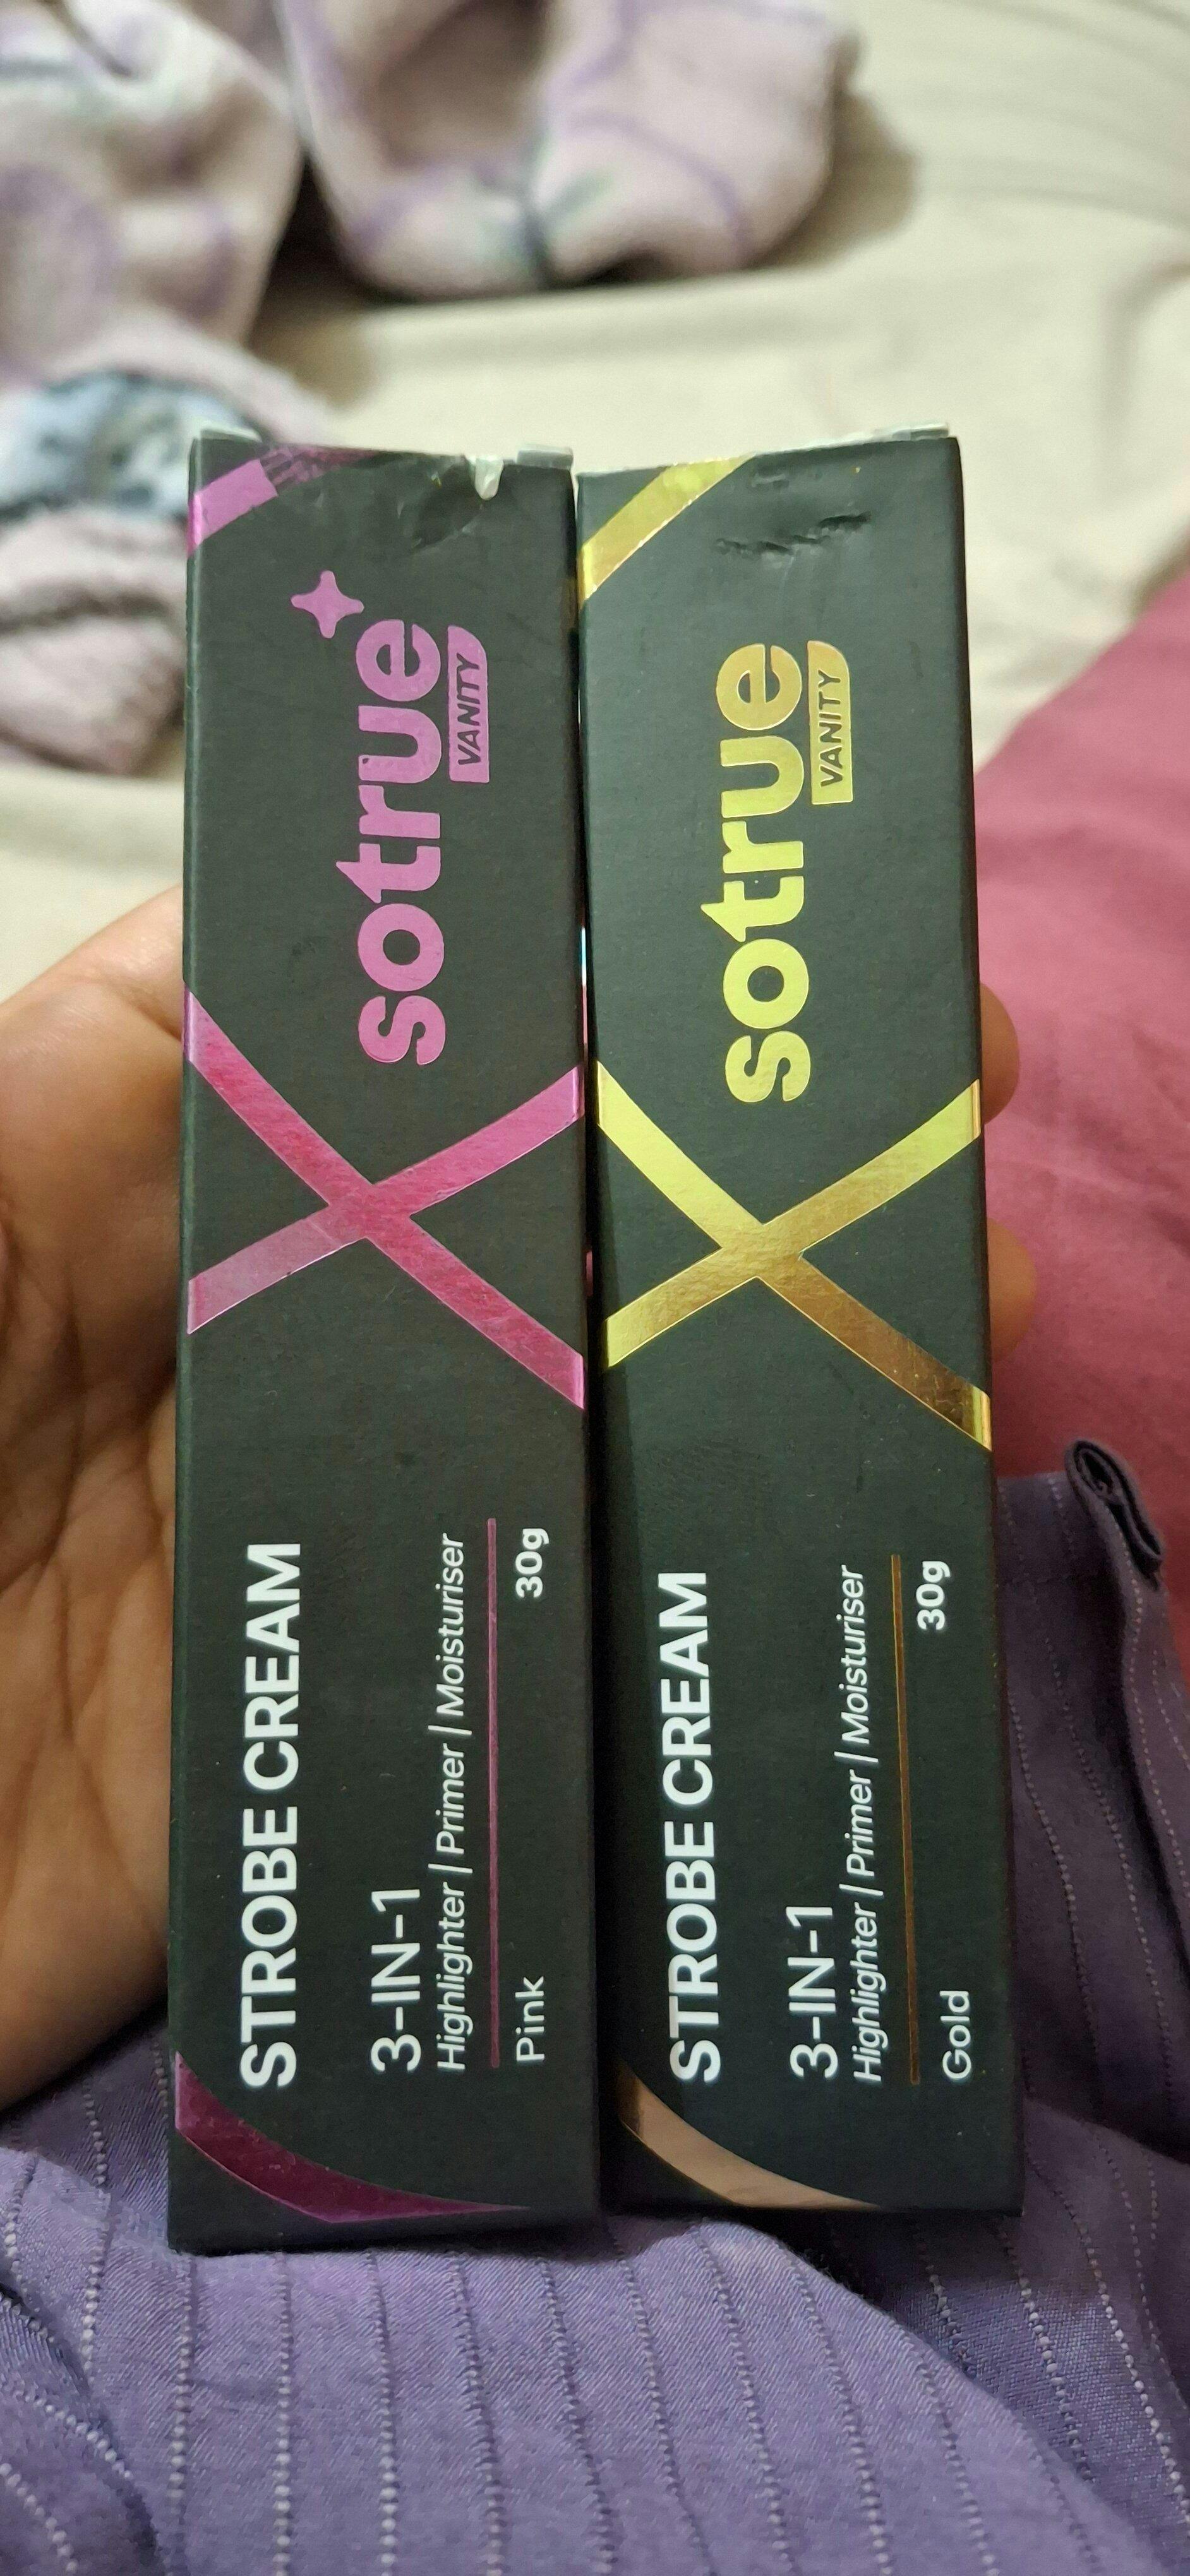 STROBE CREAM
3-IN-1
Highlighter | Primer | Moisturiser
Pink
30g
sotrue
VANITY
STROBE CREAM
3-IN-1
Highlighter | Primer | Moisturiser
Gold
30g
sotrue
VANITY